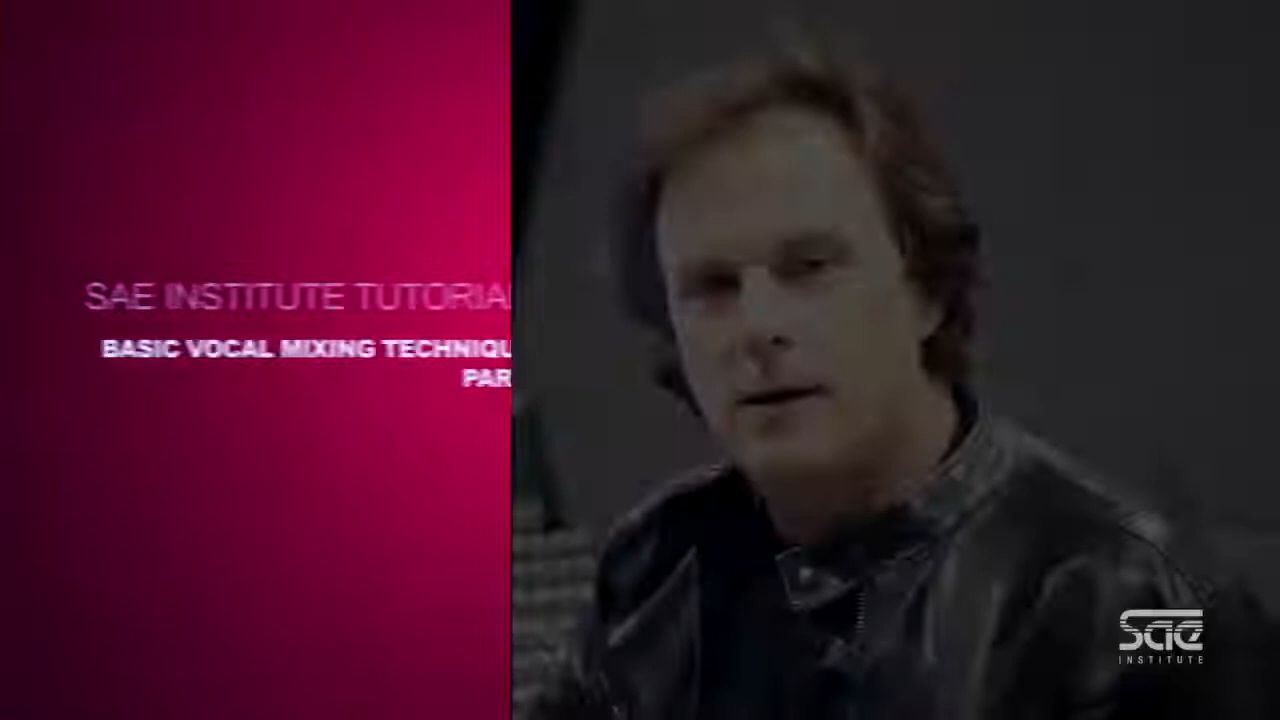 SAE INSTITUTE TUTORIA
BASIC VOCAL MIXING TECHNIQU
PAR
sae
INSTITUTE